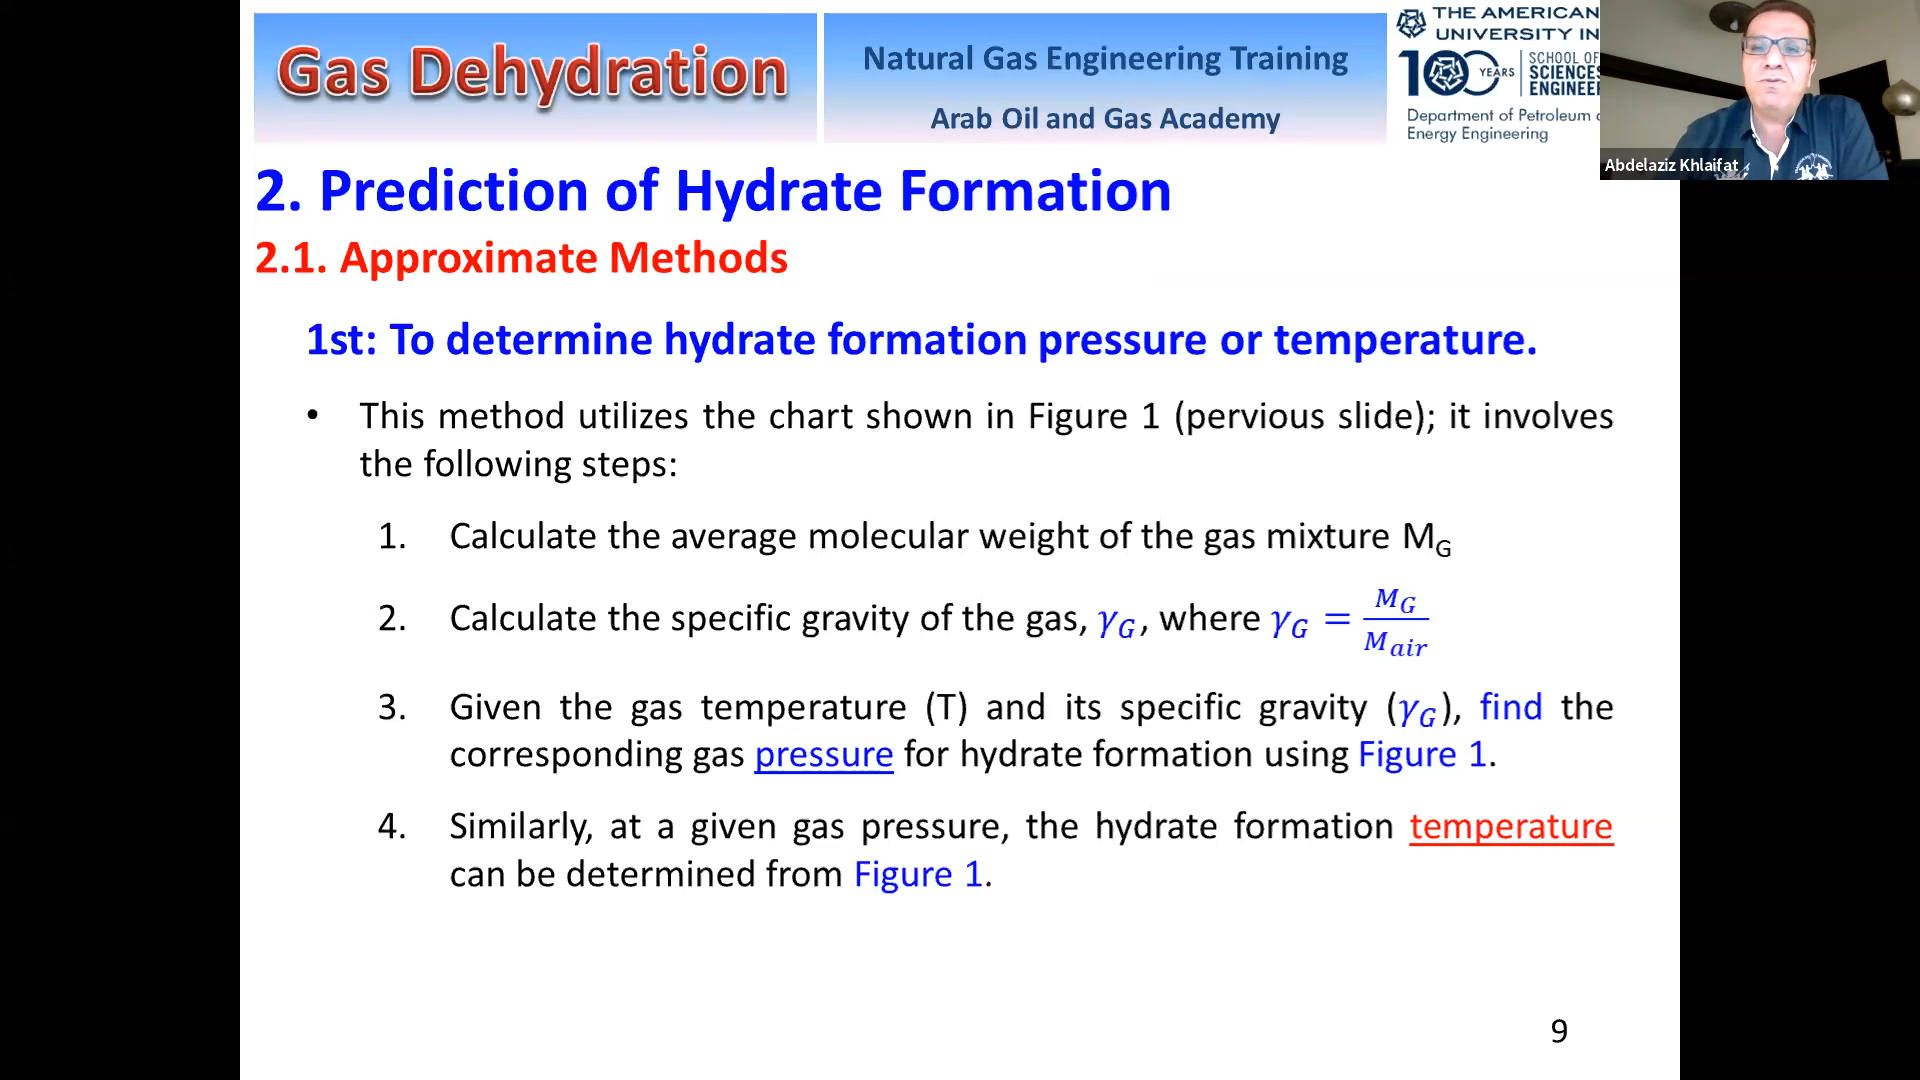 Gas Dehydration
Natural Gas Engineering Training
Arab Oil and Gas Academy
THE AMERICAN
UNIVERSITY IN
100 YEARS
SCHOOL OF
SCIENCES
ENGINEE
Department of Petroleum
Energy Engineering
Abdelaziz Khlaifat
2. Prediction of Hydrate Formation
2.1. Approximate Methods
1st: To determine hydrate formation pressure or temperature.
• This method utilizes the chart shown in Figure 1 (pervious slide); it involves
the following steps:
1. Calculate the average molecular weight of the gas mixture M_G
2. Calculate the specific gravity of the gas, γ_G, where γ_G = M_G / M_air
3. Given the gas temperature (T) and its specific gravity (γ_G), find the
corresponding gas pressure for hydrate formation using Figure 1.
4. Similarly, at a given gas pressure, the hydrate formation temperature
can be determined from Figure 1.
9